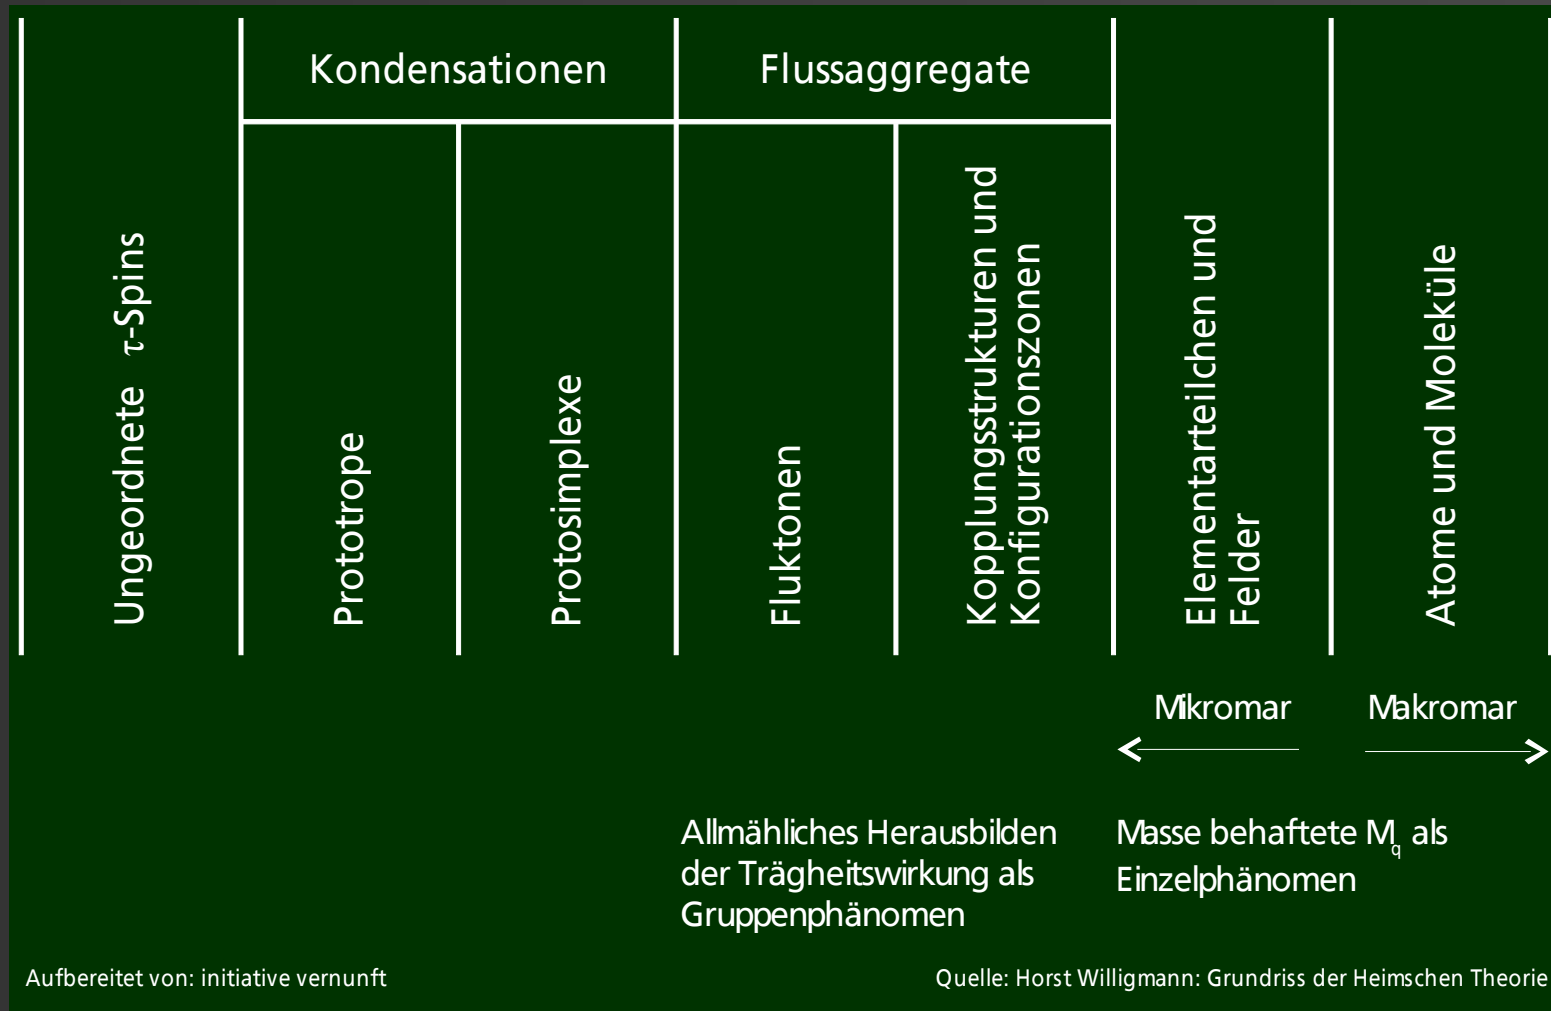 Kondensationen
Flussaggregate
Ungeordnete τ-Spins
Prototrope
Protosimplexe
Fluktonen
Kopplungsstrukturen und
Konfigurationszonen
Elementarteilchen und
Felder
Atome und Moleküle
Mikromar
Makromar
Allmähliches Herausbilden
der Trägheitswirkung als
Gruppenphänomen
Masse behaftete Mq als
Einzelphänomen
Aufbereitet von: initiative vernunft
Quelle: Horst Willigmann: Grundriss der Heimschen Theorie